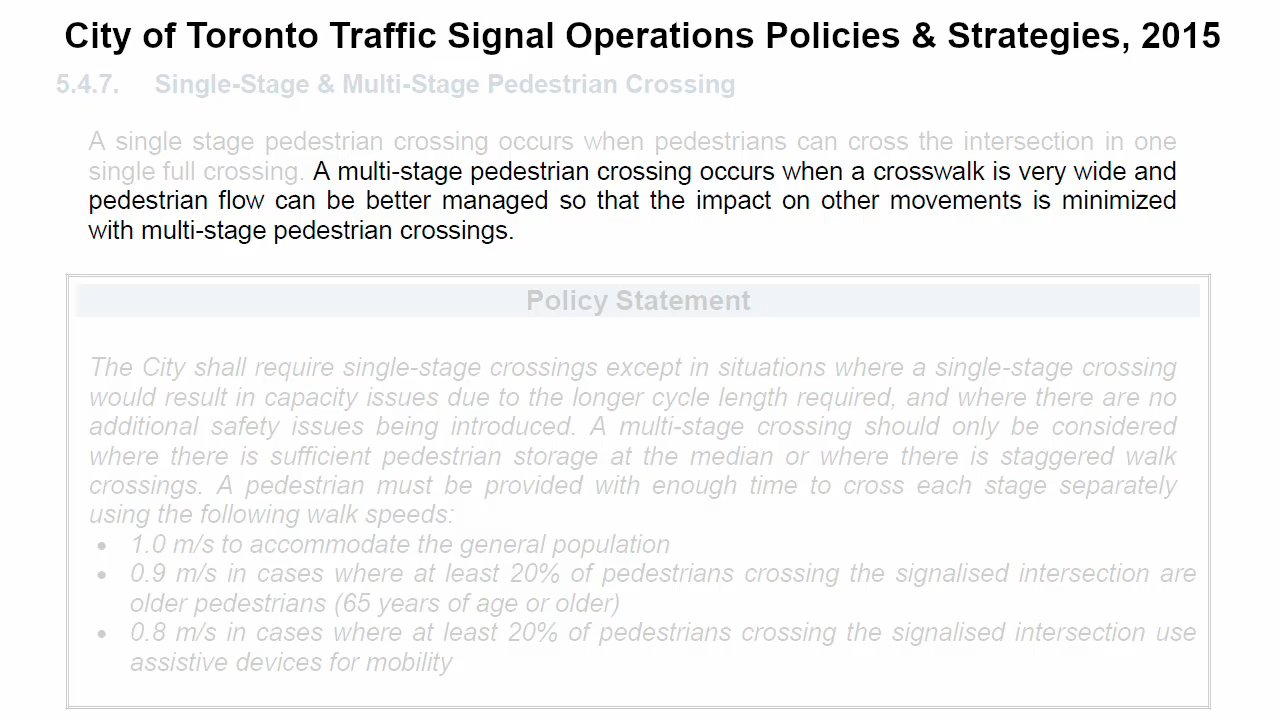 City of Toronto Traffic Signal Operations Policies & Strategies, 2015
5.4.7. Single-Stage & Multi-Stage Pedestrian Crossing
A single stage pedestrian crossing occurs when pedestrians can cross the intersection in one
single full crossing. A multi-stage pedestrian crossing occurs when a crosswalk is very wide and
pedestrian flow can be better managed so that the impact on other movements is minimized
with multi-stage pedestrian crossings.
Policy Statement
The City shall require single-stage crossings except in situations where a single-stage crossing
would result in capacity issues due to the longer cycle length required, and where there are no
additional safety issues being introduced. A multi-stage crossing should only be considered
where there is sufficient pedestrian storage at the median or where there is staggered walk
crossings. A pedestrian must be provided with enough time to cross each stage separately
using the following walk speeds:
• 1.0 m/s to accommodate the general population
• 0.9 m/s in cases where at least 20% of pedestrians crossing the signalised intersection are
older pedestrians (65 years of age or older)
• 0.8 m/s in cases where at least 20% of pedestrians crossing the signalised intersection use
assistive devices for mobility